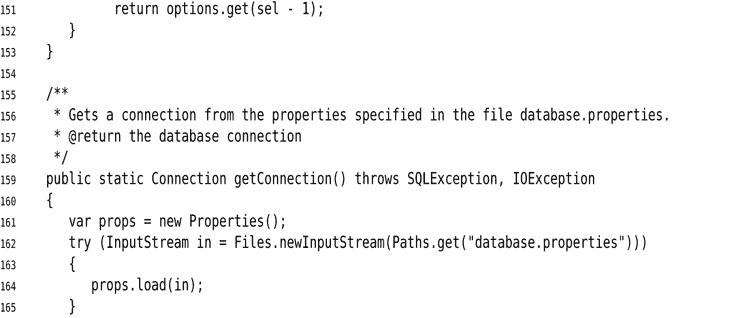 151             return options.get(sel - 1);
152       }
153    }
154
155    /**
156     * Gets a connection from the properties specified in the file database.properties.
157     * @return the database connection
158     */
159    public static Connection getConnection() throws SQLException, IOException
160    {
161       var props = new Properties();
162       try (InputStream in = Files.newInputStream(Paths.get("database.properties")))
163       {
164          props.load(in);
165       }